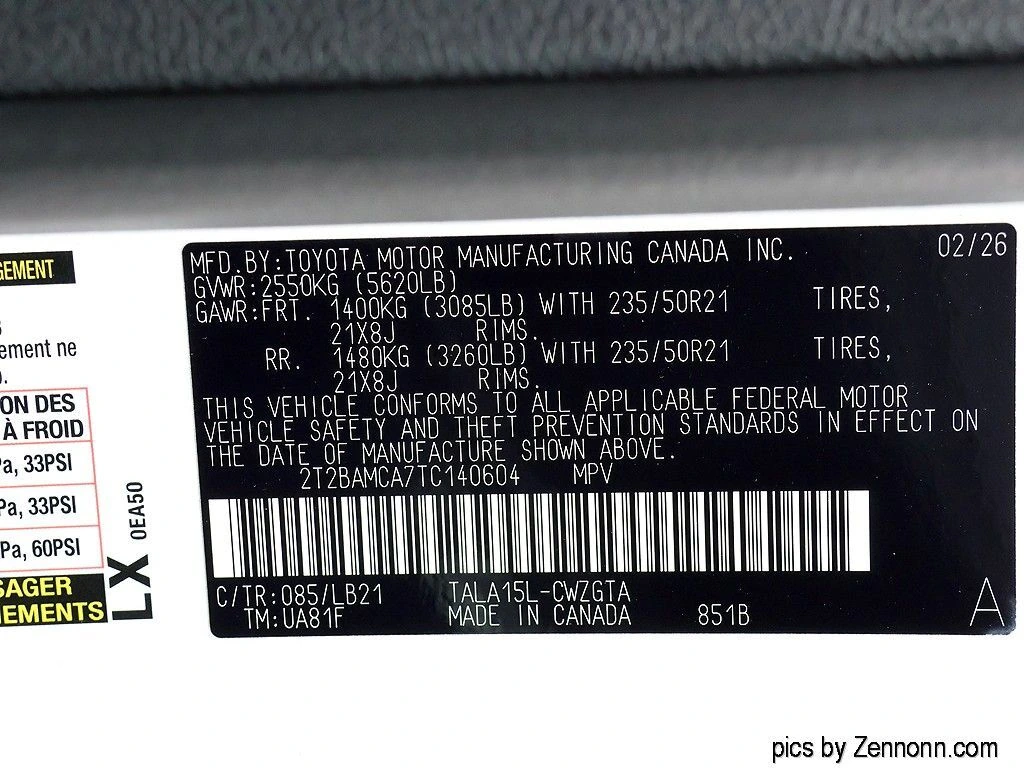 GEMENT
ement ne
ON DES
À FROID
Pa, 33PSI
Pa, 33PSI
Pa, 60PSI
SAGER
NEMENTS
LX 0EA50
MFD.BY:TOYOTA MOTOR MANUFACTURING CANADA INC. 02/26
GVWR:2550KG (5620LB)
GAWR:FRT. 1400KG (3085LB) WITH 235/50R21 TIRES,
21X8J RIMS.
RR. 1480KG (3260LB) WITH 235/50R21 TIRES,
21X8J RIMS.
THIS VEHICLE CONFORMS TO ALL APPLICABLE FEDERAL MOTOR
VEHICLE SAFETY AND THEFT PREVENTION STANDARDS IN EFFECT ON
THE DATE OF MANUFACTURE SHOWN ABOVE.
2T2BAMCA7TC140604 MPV
C/TR:085/LB21 TALA15L-CWZGTA
TM:UA81F MADE IN CANADA 851B A
pics by Zennonn.com